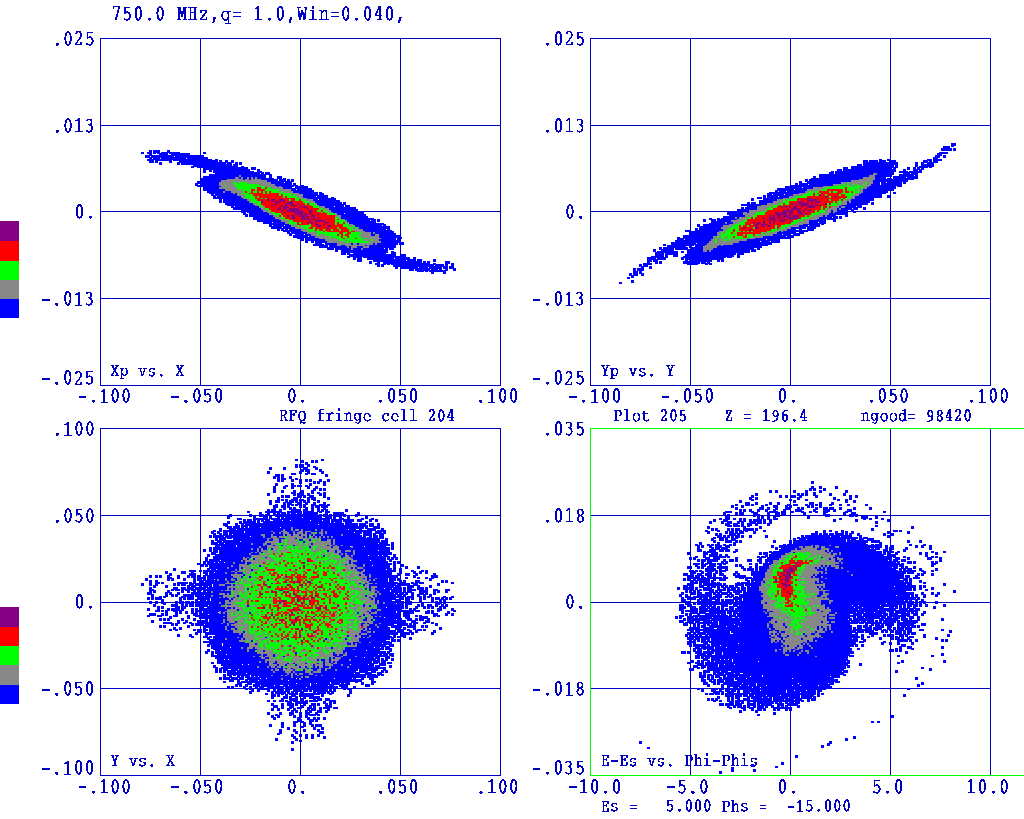 750.0 MHz,q= 1.0,Win=0.040,
.025 .025
.013 .013
0. 0.
-.013 -.013
Xp vs. X Yp vs. Y
-.025 -.025
-.100 -.050 0. .050 .100 -.100 -.050 0. .050 .100
RFQ fringe cell 204 Plot 205 Z = 196.4 ngood= 98420
.100 .035
.050 .018
0. 0.
-.050 -.018
Y vs. X E-Es vs. Phi-Phis
-.100 -.035
-.100 -.050 0. .050 .100 -10.0 -5.0 0. 5.0 10.0
Es = 5.000 Phs = -15.000